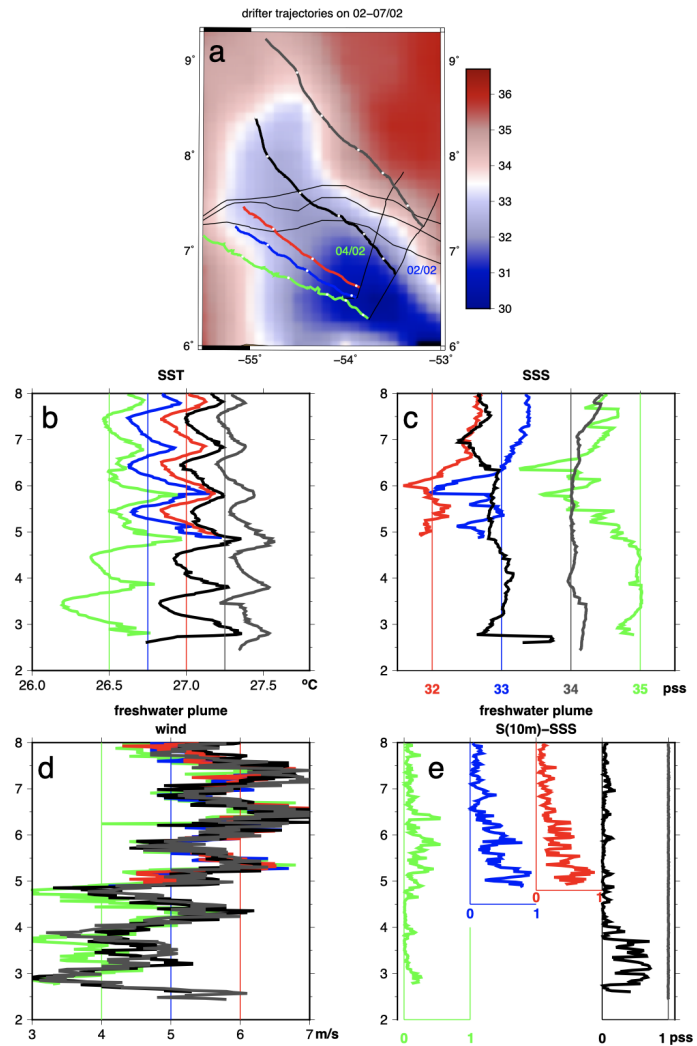 drifter trajectories on 02−07/02
a
9˚ 9˚
8˚ 8˚
7˚ 7˚
6˚ 6˚
04/02
02/02
−55˚ −54˚ −53˚
36
35
34
33
32
31
30
SST SSS
b c
8 8
7 7
6 6
5 5
4 4
3 3
2 2
26.0 26.5 27.0 27.5 ºC
32 33 34 35 pss
freshwater plume freshwater plume
wind S(10m)−SSS
d e
8 8
7 7
6 6
5 5
4 4
3 3
2 2
0 1
0 1
3 4 5 6 7 m/s
0 1 0 1 pss